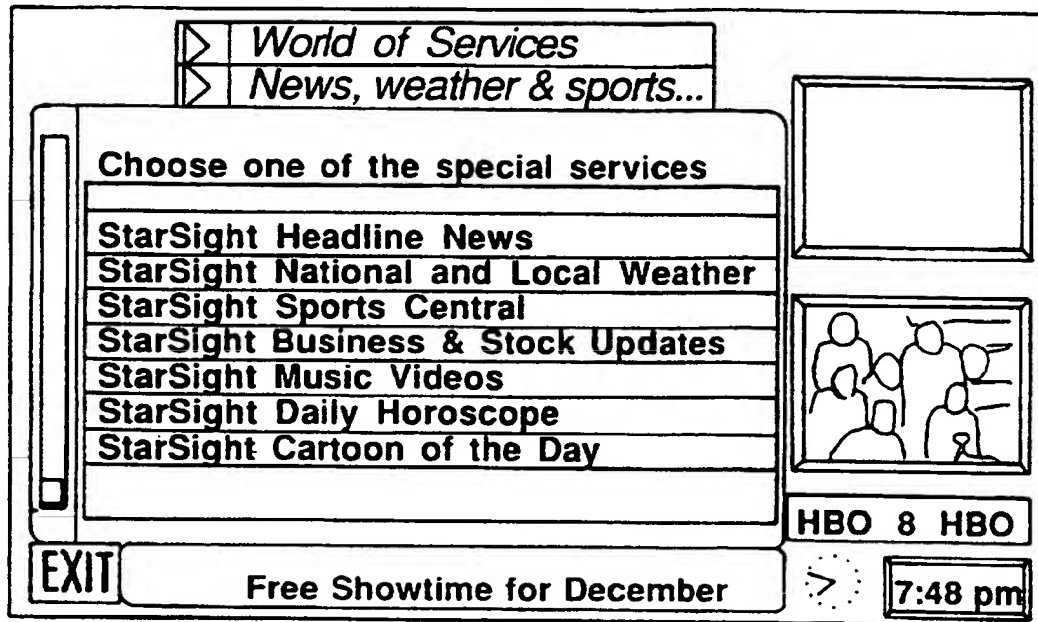 World of Services
News, weather & sports...
Choose one of the special services
StarSight Headline News
StarSight National and Local Weather
StarSight Sports Central
StarSight Business & Stock Updates
StarSight Music Videos
StarSight Daily Horoscope
StarSight Cartoon of the Day
HBO 8 HBO
EXIT
Free Showtime for December
7:48 pm